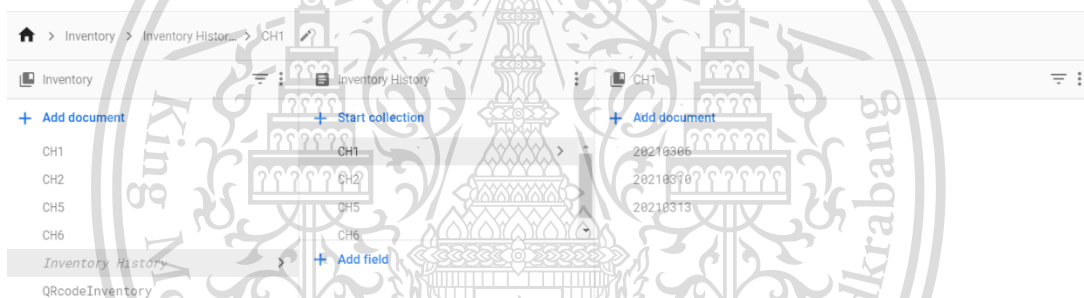 > Inventory > Inventory Histor... > CH1
Inventory
Inventory History
CH1
+ Add document
+ Start collection
+ Add document
CH1
CH1 >
20210306
CH2
CH2
20210310
CH5
CH5
20210313
CH6
CH6
Inventory History >
+ Add field
QRcodeInventory
King
M
dkrabang